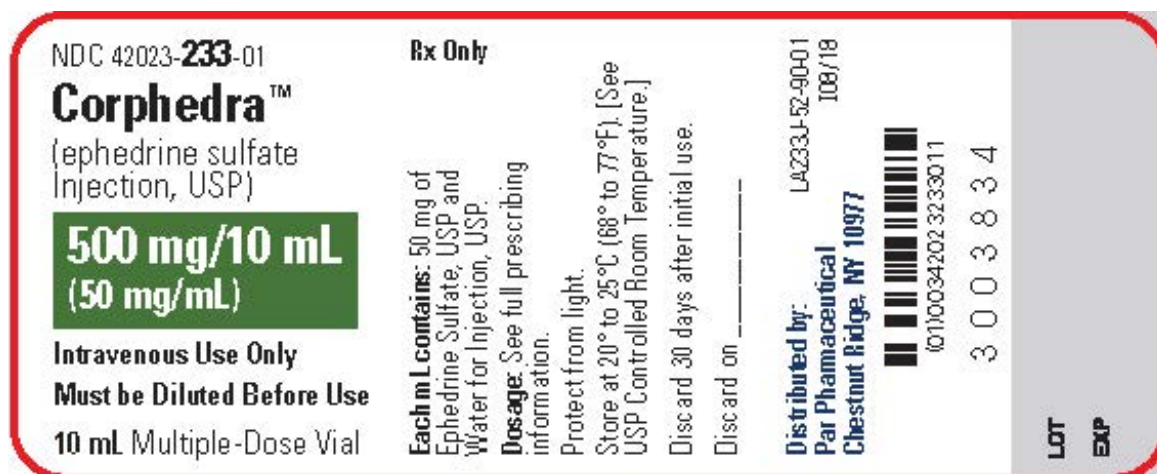 NDC 42023-233-01
Corphedra™
(ephedrine sulfate
Injection, USP)
500 mg/10 mL
(50 mg/mL)
Intravenous Use Only
Must be Diluted Before Use
10 mL Multiple-Dose Vial
Rx Only
Each mL contains: 50 mg of
Ephedrine Sulfate, USP and
Water for Injection, USP.
Dosage: See full prescribing
information.
Protect from light.
Store at 20° to 25°C (68° to 77°F). [See
USP Controlled Room Temperature.]
Discard 30 days after initial use.
Discard on ___________
Distributed by:
Par Phamaceutical
Chestnut Ridge, NY 10977
LA233J-52-90-01
I08/18
(01)00342023233011
3003834
LOT
EXP